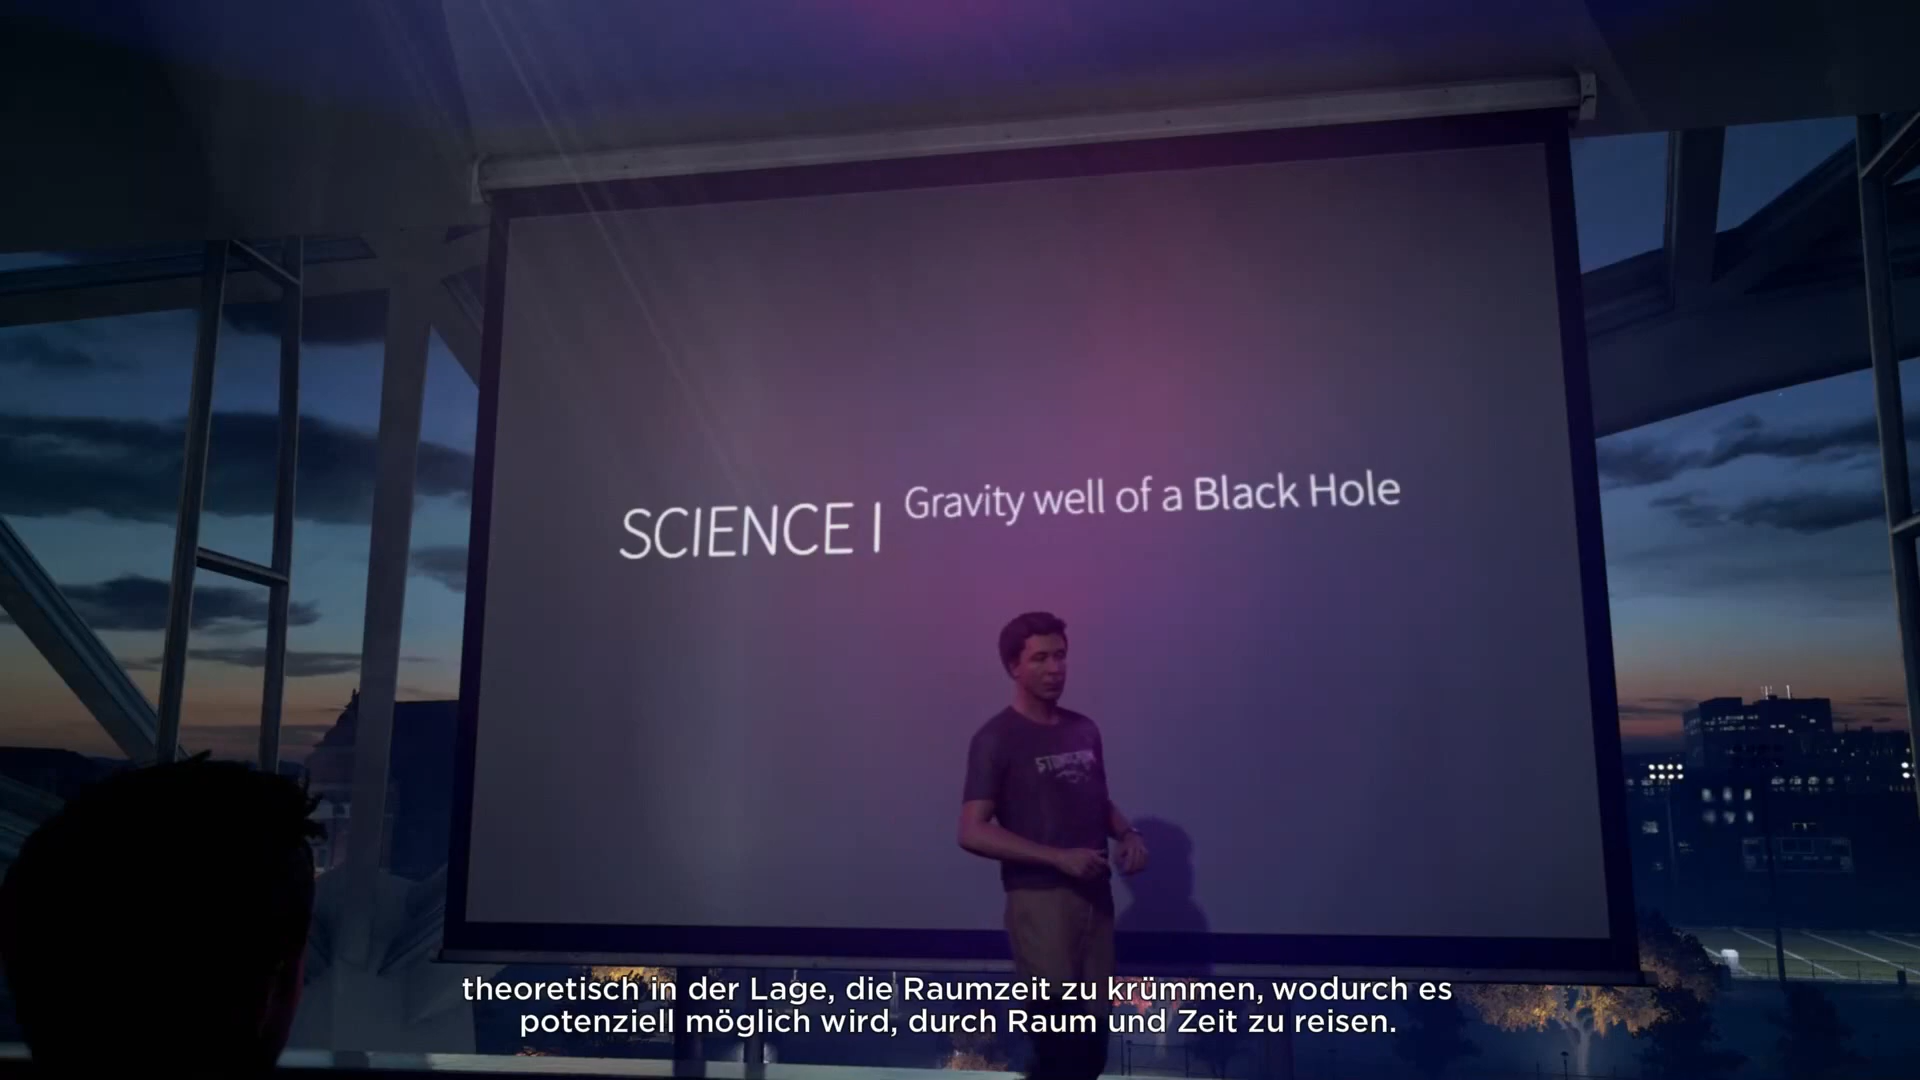 SCIENCE | Gravity well of a Black Hole
theoretisch in der Lage, die Raumzeit zu krümmen, wodurch es
potenziell möglich wird, durch Raum und Zeit zu reisen.